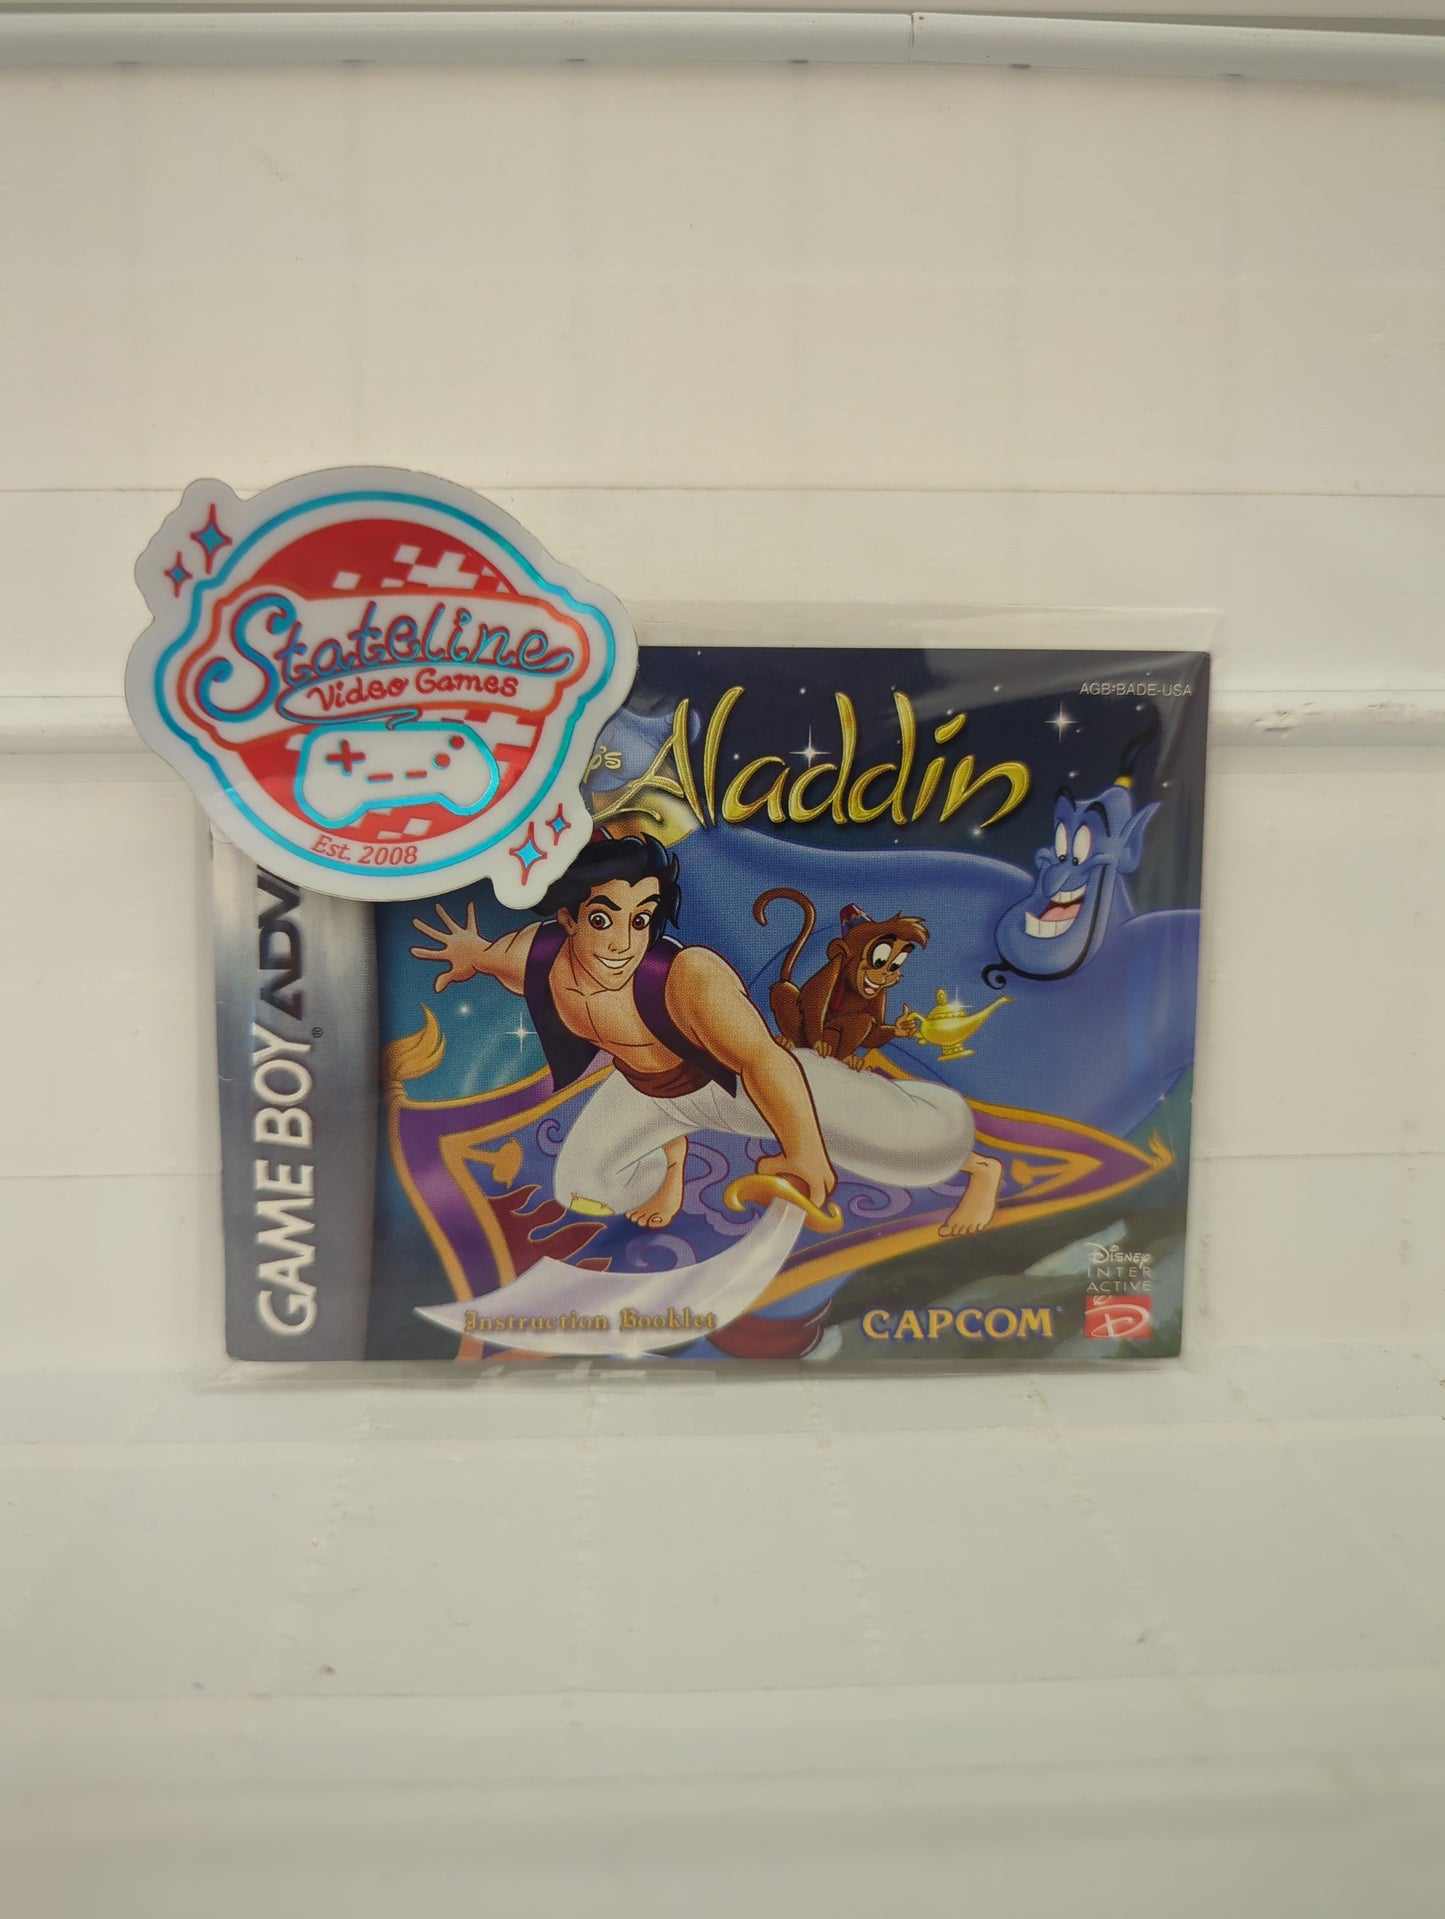 Stateline
Video Games
Est. 2008
AGB-BADE-USA
Aladdin
GAME BOY ADV
Instruction Booklet
CAPCOM
DISNEY
INTER
ACTIVE